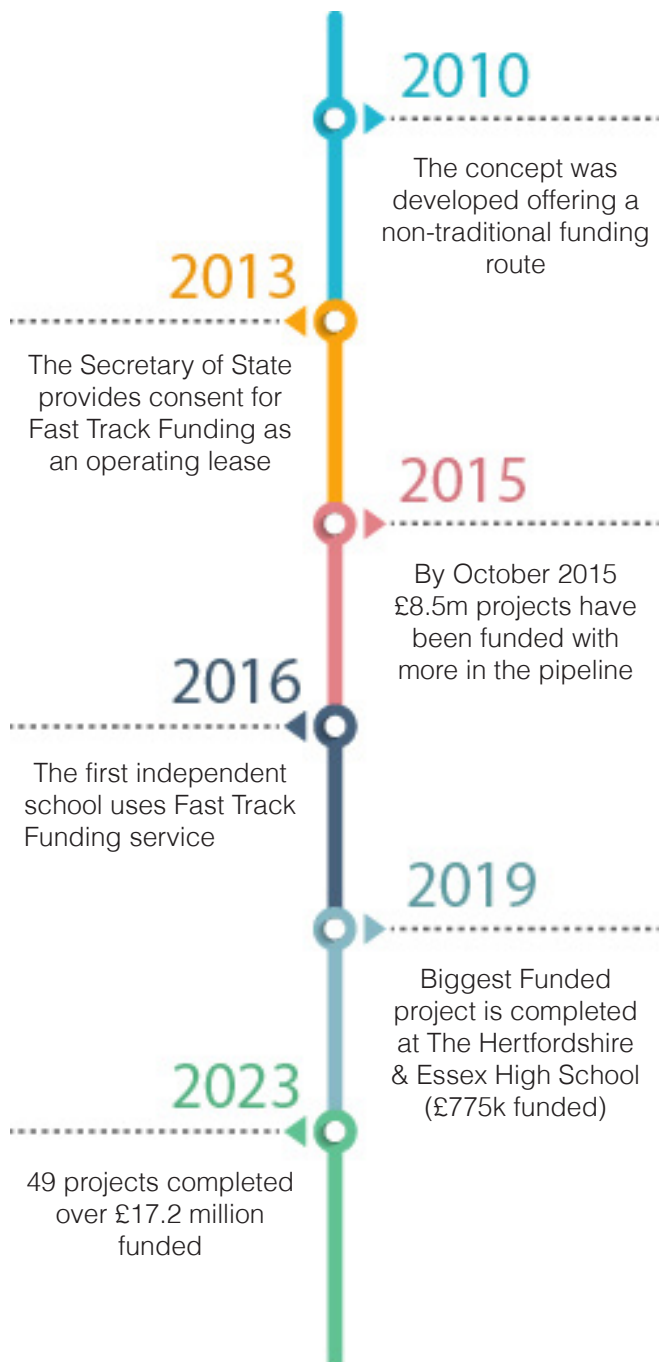 2010
The concept was
developed offering a
non-traditional funding
route
2013
The Secretary of State
provides consent for
Fast Track Funding as
an operating lease
2015
By October 2015
£8.5m projects have
been funded with
more in the pipeline
2016
The first independent
school uses Fast Track
Funding service
2019
Biggest Funded
project is completed
at The Hertfordshire
& Essex High School
(£775k funded)
2023
49 projects completed
over £17.2 million
funded